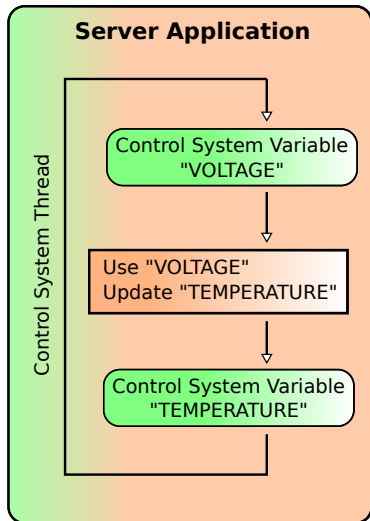 Server Application
Control System Thread
Control System Variable
"VOLTAGE"
Use "VOLTAGE"
Update "TEMPERATURE"
Control System Variable
"TEMPERATURE"